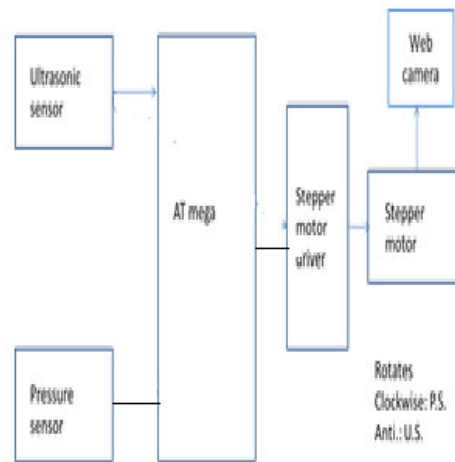 Web
camera
Ultrasonic
sensor
AT mega
Stepper
motor
driver
Stepper
motor
Pressure
sensor
Rotates
Clockwise: P.S.
Anti.: U.S.